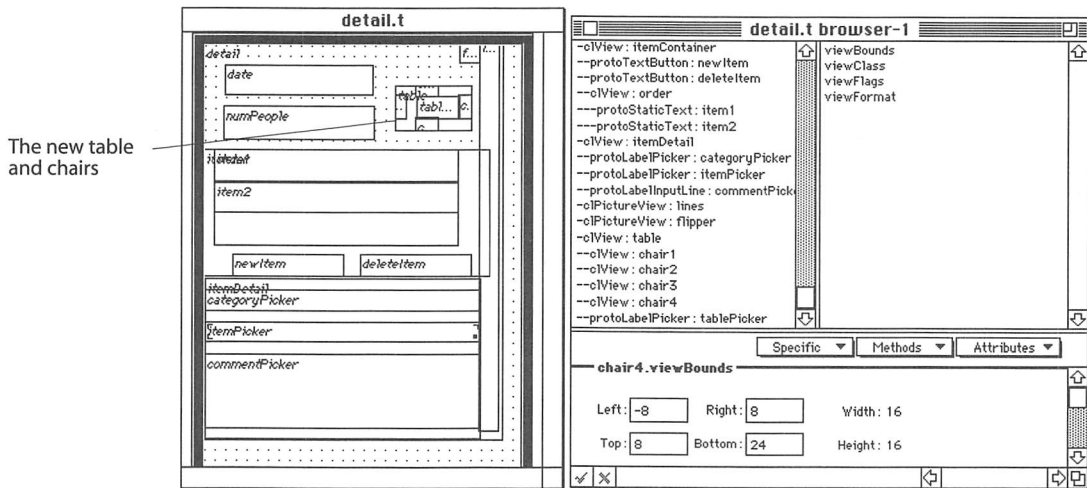 detail.t
detail
f...
i...
date
table
tabl...
c.
c
numPeople
The new table
and chairs
item1
item2
newItem
deleteItem
itemDetail
categoryPicker
itemPicker
commentPicker
detail.t browser-1
-clView: itemContainer
--protoTextButton: newItem
--protoTextButton: deleteItem
--clView: order
---protoStaticText: item1
---protoStaticText: item2
-clView: itemDetail
--protoLabelPicker: categoryPicker
--protoLabelPicker: itemPicker
--protoLabelInputLine: commentPick
-clPictureView: lines
-clPictureView: flipper
-clView: table
--clView: chair1
--clView: chair2
--clView: chair3
--clView: chair4
--protoLabelPicker: tablePicker
viewBounds
viewClass
viewFlags
viewFormat
Specific Methods Attributes
chair4.viewBounds
Left: -8 Right: 8 Width: 16
Top: 8 Bottom: 24 Height: 16